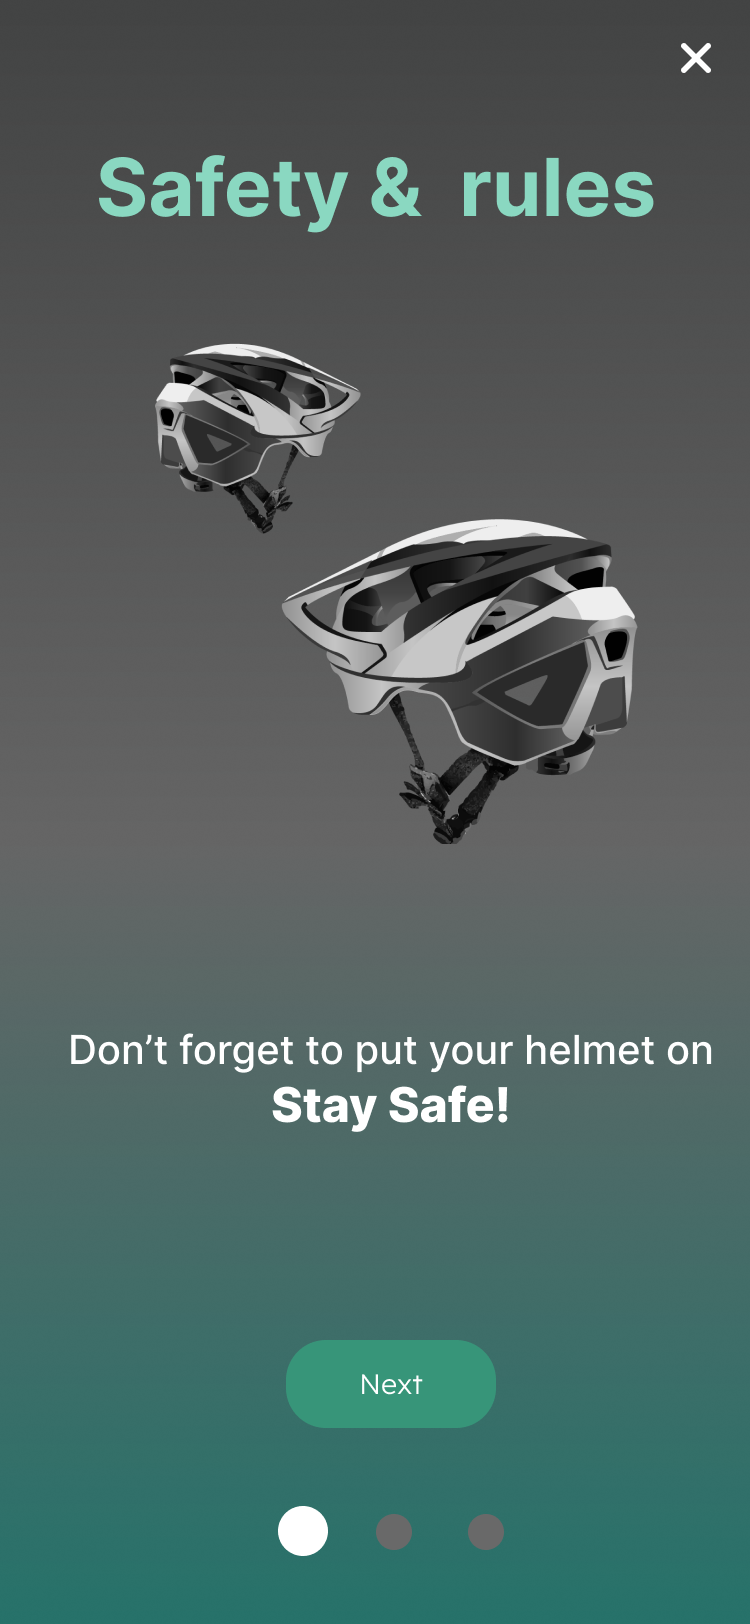 Safety &  rules
Don’t forget to put your helmet on
Stay Safe!
Next